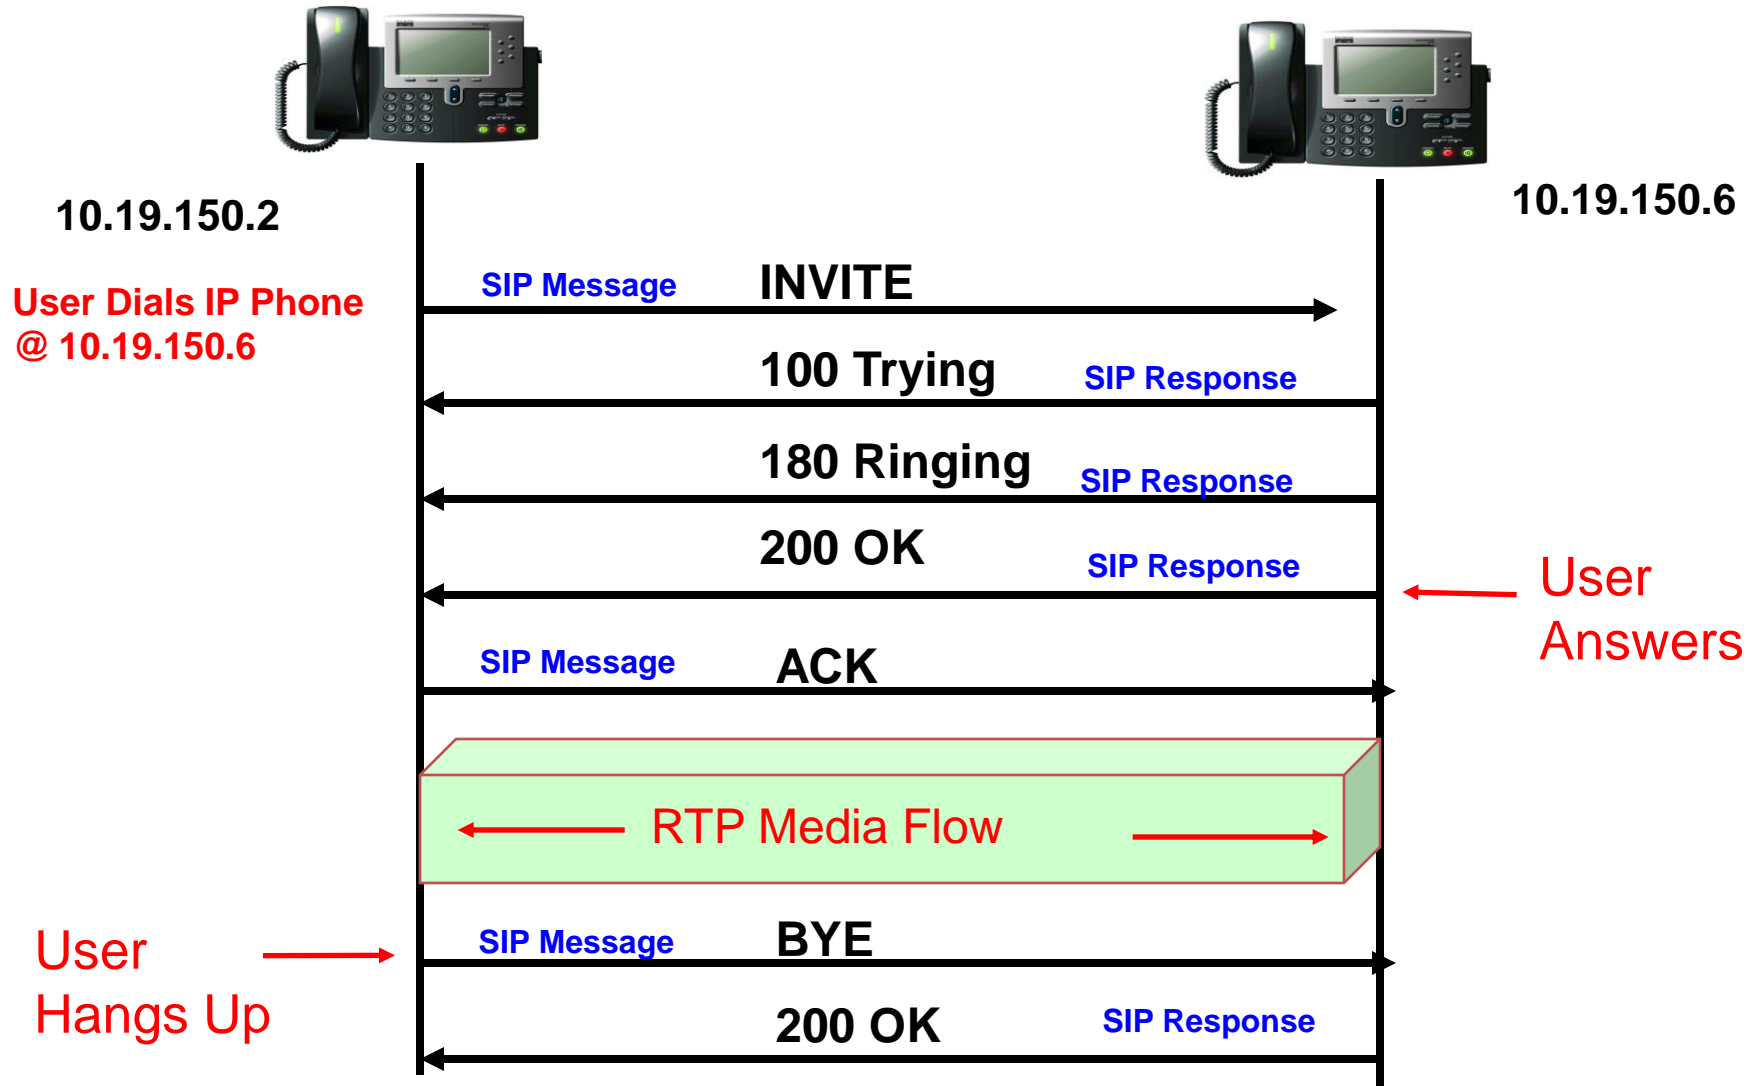 10.19.150.2
10.19.150.6
User Dials IP Phone
@ 10.19.150.6
SIP Message INVITE
100 Trying SIP Response
180 Ringing SIP Response
200 OK SIP Response
User
Answers
SIP Message ACK
RTP Media Flow
User
Hangs Up
SIP Message BYE
200 OK SIP Response